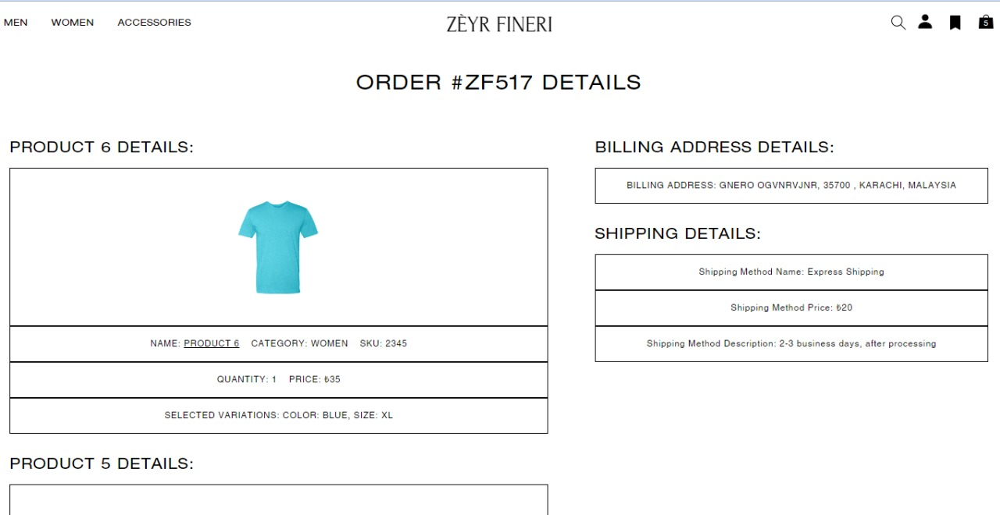 MEN WOMEN ACCESSORIES ZÈYR FINERI 5
ORDER #ZF517 DETAILS
PRODUCT 6 DETAILS:
NAME: PRODUCT 6 CATEGORY: WOMEN SKU: 2345
QUANTITY: 1 PRICE: ₺35
SELECTED VARIATIONS: COLOR: BLUE, SIZE: XL
PRODUCT 5 DETAILS:
BILLING ADDRESS DETAILS:
BILLING ADDRESS: GNERO OGVNRVJNR, 35700 , KARACHI, MALAYSIA
SHIPPING DETAILS:
Shipping Method Name: Express Shipping
Shipping Method Price: ₺20
Shipping Method Description: 2-3 business days, after processing